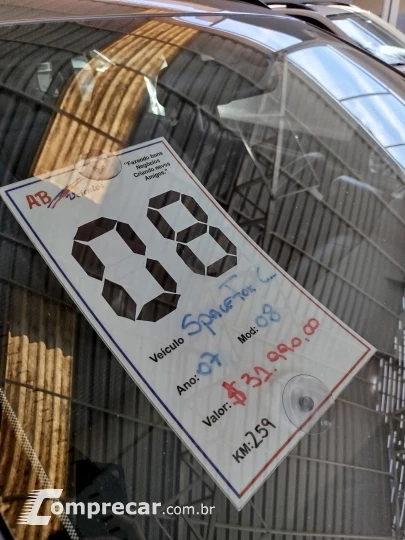 AB
"Fazendo bons
Negócios
Criando novos
Amigos."
08
Veículo SpaceFox C...
Ano: 07 Mod: 08
Valor: $ 31.990,00
KM: 259
Comprecar.com.br